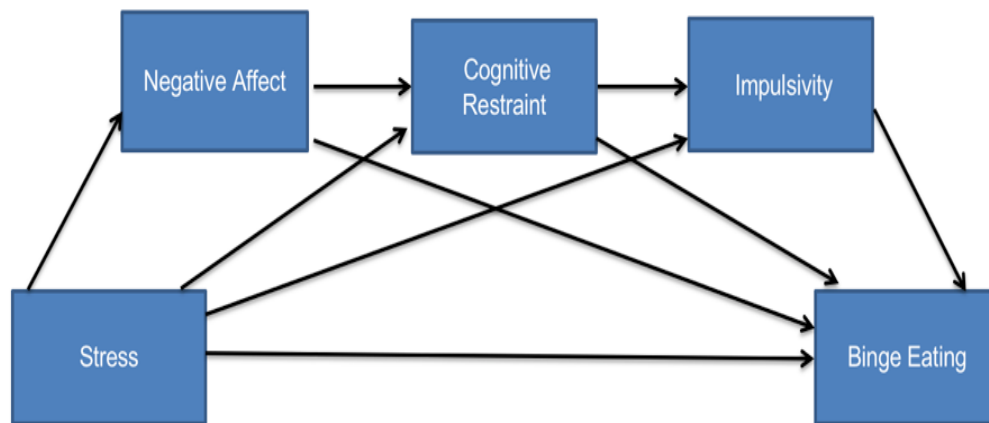 Negative Affect
Cognitive
Restraint
Impulsivity
Stress
Binge Eating